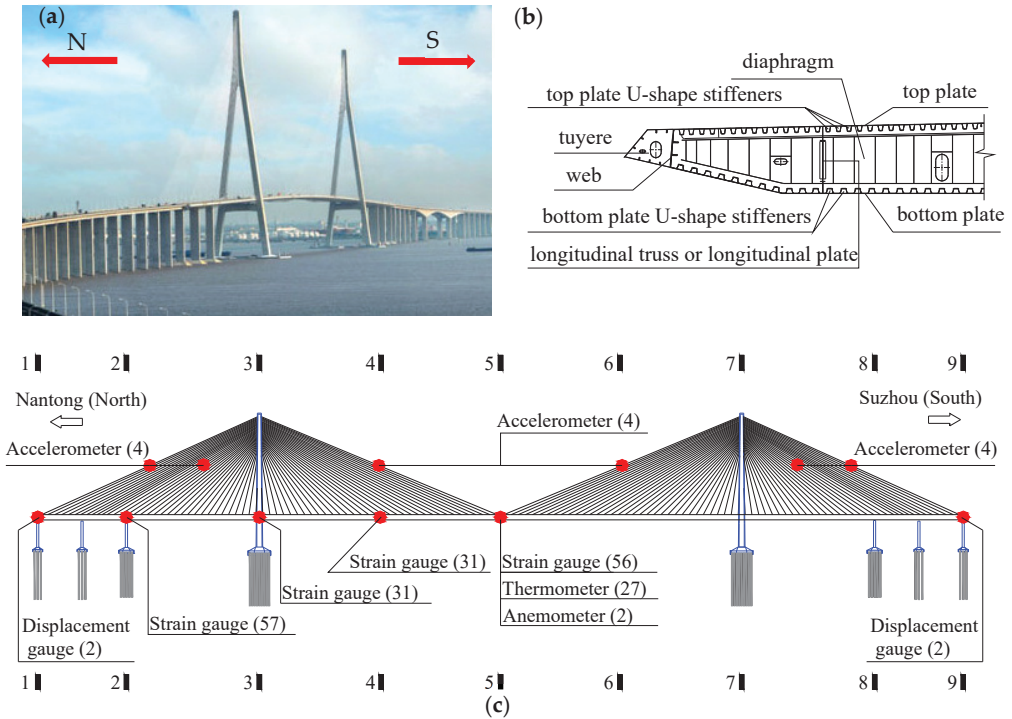 (a)
N
S
(b)
diaphragm
top plate U-shape stiffeners
top plate
tuyere
web
bottom plate U-shape stiffeners
bottom plate
longitudinal truss or longitudinal plate
1 2 3 4 5 6 7 8 9
Nantong (North)
Suzhou (South)
Accelerometer (4)
Accelerometer (4)
Accelerometer (4)
Strain gauge (31)
Strain gauge (56)
Strain gauge (31)
Thermometer (27)
Anemometer (2)
Strain gauge (57)
Displacement
gauge (2)
Displacement
gauge (2)
1 2 3 4 5 6 7 8 9
(c)